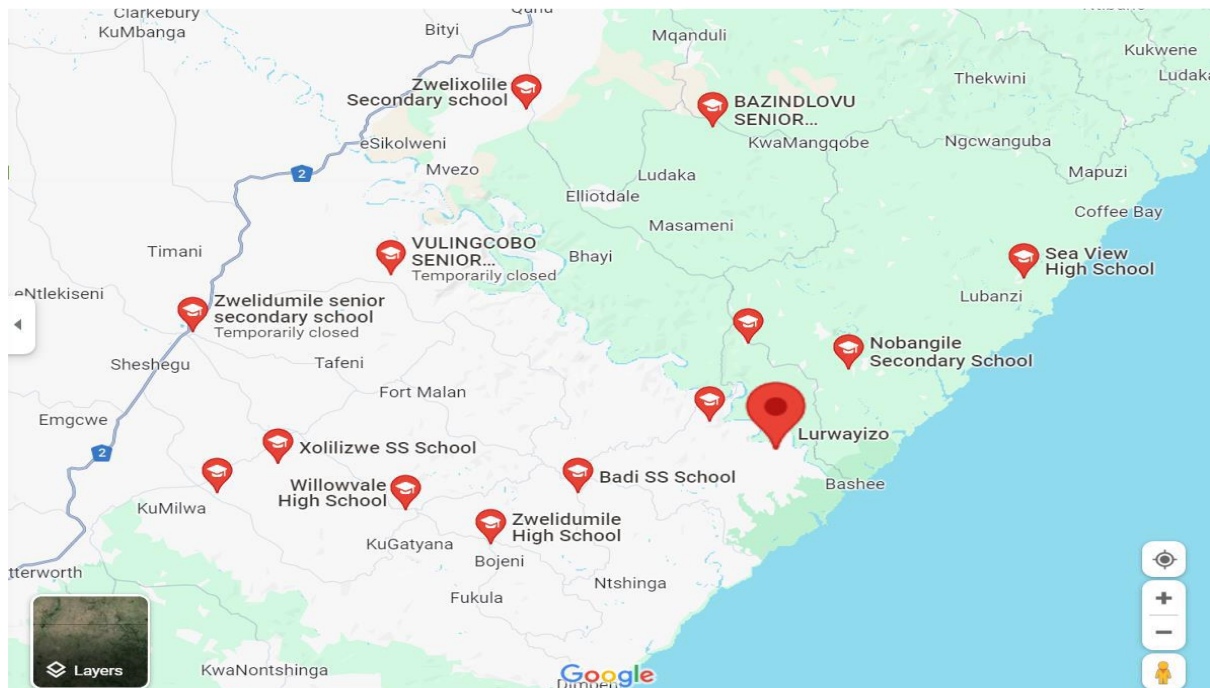 Clarkebury
KuMbanga
Bityi
Mqanduli
Kukwene
Thekwini
Ludaka
Zwelixolile
Secondary school
BAZINDLOVU
SENIOR...
eSikolweni
KwaMangqobe
Ngcwanguba
Mvezo
Ludaka
Mapuzi
2
Elliotdale
Coffee Bay
Masameni
Timani
VULINGCOBO
SENIOR...
Temporarily closed
Bhayi
Sea View
High School
eNtlekiseni
Lubanzi
Zwelidumile senior
secondary school
Temporarily closed
Nobangile
Secondary School
Sheshegu
Tafeni
Fort Malan
Emgcwe
Lurwayizo
2
Xolilizwe SS School
Badi SS School
Bashee
Willowvale
High School
KuMilwa
Zwelidumile
High School
KuGatyana
Bojeni
tterworth
Ntshinga
Fukula
Layers
KwaNontshinga
Google